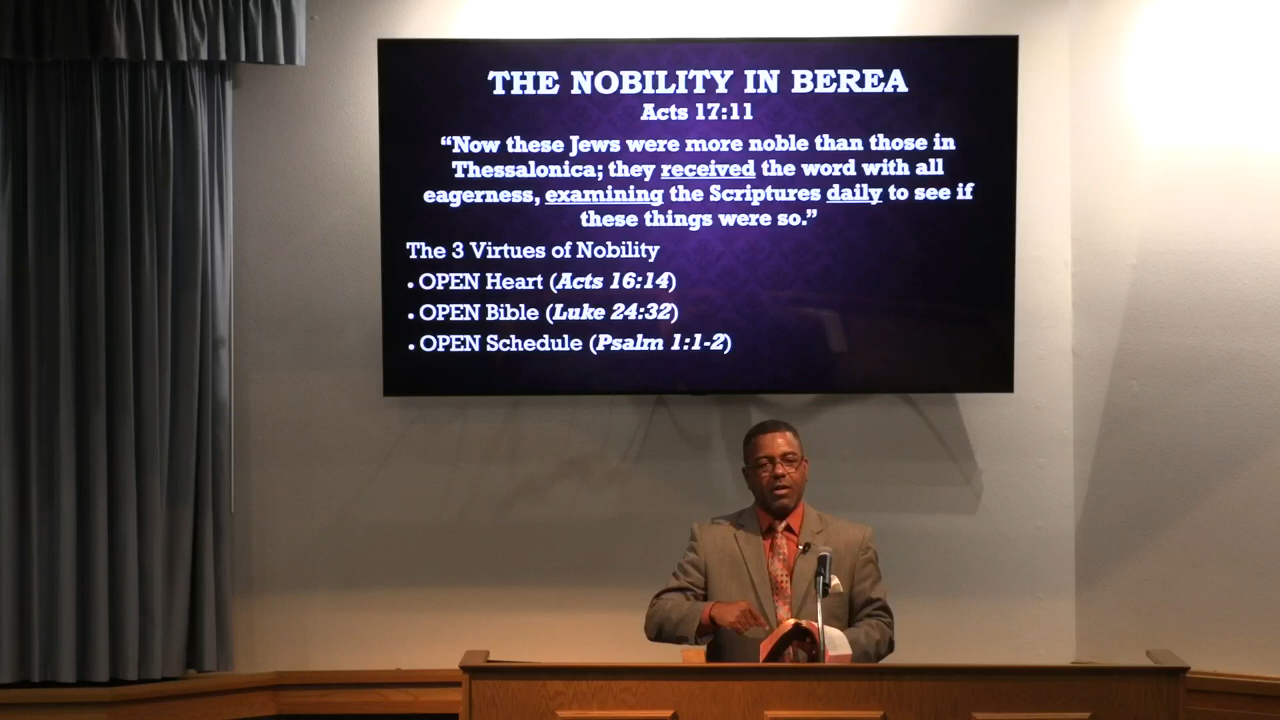 THE NOBILITY IN BEREA
Acts 17:11
“Now these Jews were more noble than those in
Thessalonica; they received the word with all
eagerness, examining the Scriptures daily to see if
these things were so.”
The 3 Virtues of Nobility
• OPEN Heart (Acts 16:14)
• OPEN Bible (Luke 24:32)
• OPEN Schedule (Psalm 1:1-2)